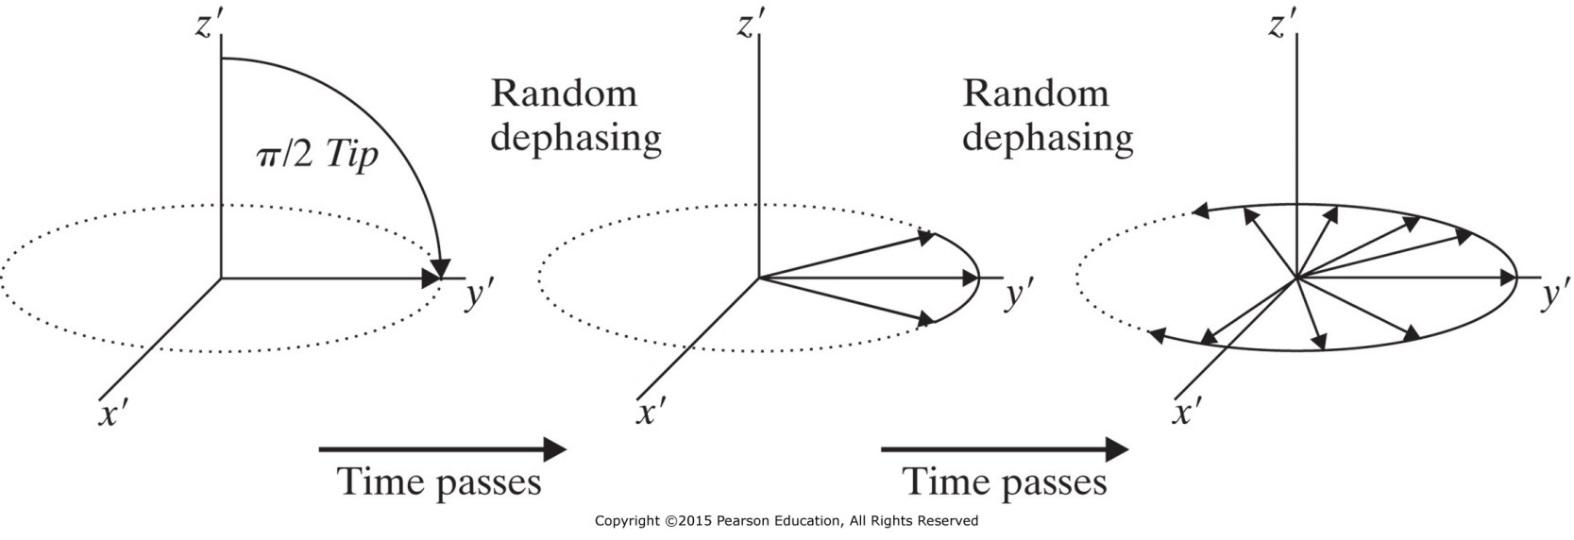 z′
π/2 Tip
y′
x′
Random
dephasing
z′
y′
x′
Random
dephasing
z′
y′
x′
Time passes
Time passes
Copyright ©2015 Pearson Education, All Rights Reserved